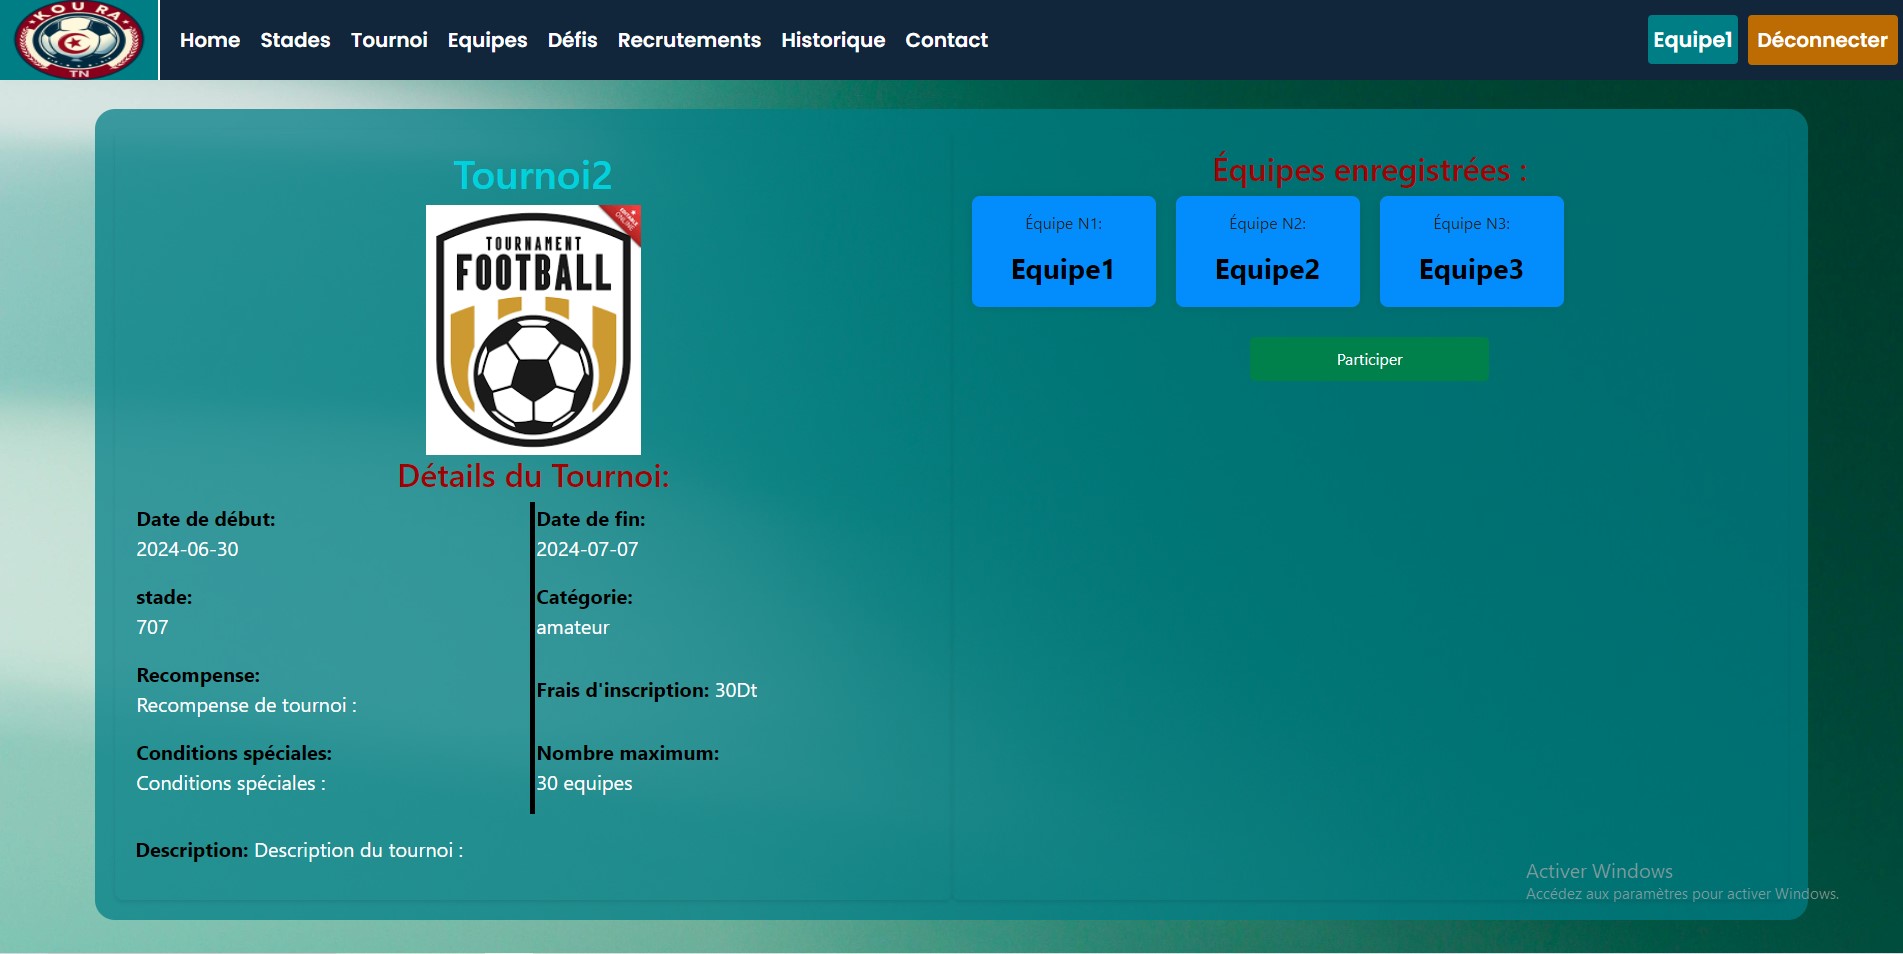 KOURA
TN
Home Stades Tournoi Equipes Défis Recrutements Historique Contact
Equipe1 Déconnecter
Tournoi2
EDITABLE
ONLINE
TOURNAMENT
FOOTBALL
Détails du Tournoi:
Date de début:
2024-06-30
Date de fin:
2024-07-07
stade:
707
Catégorie:
amateur
Recompense:
Recompense de tournoi :
Frais d'inscription: 30Dt
Conditions spéciales:
Conditions spéciales :
Nombre maximum:
30 equipes
Description: Description du tournoi :
Équipes enregistrées :
Équipe N1:
Equipe1
Équipe N2:
Equipe2
Équipe N3:
Equipe3
Participer
Activer Windows
Accédez aux paramètres pour activer Windows.